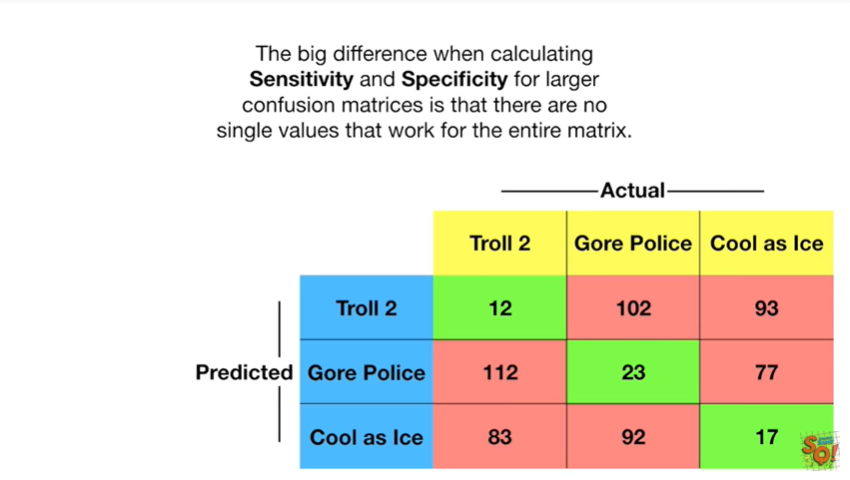 The big difference when calculating
Sensitivity and Specificity for larger
confusion matrices is that there are no
single values that work for the entire matrix.
Actual
Troll 2 Gore Police Cool as Ice
Troll 2 12 102 93
Predicted Gore Police 112 23 77
Cool as Ice 83 92 17
SQ!